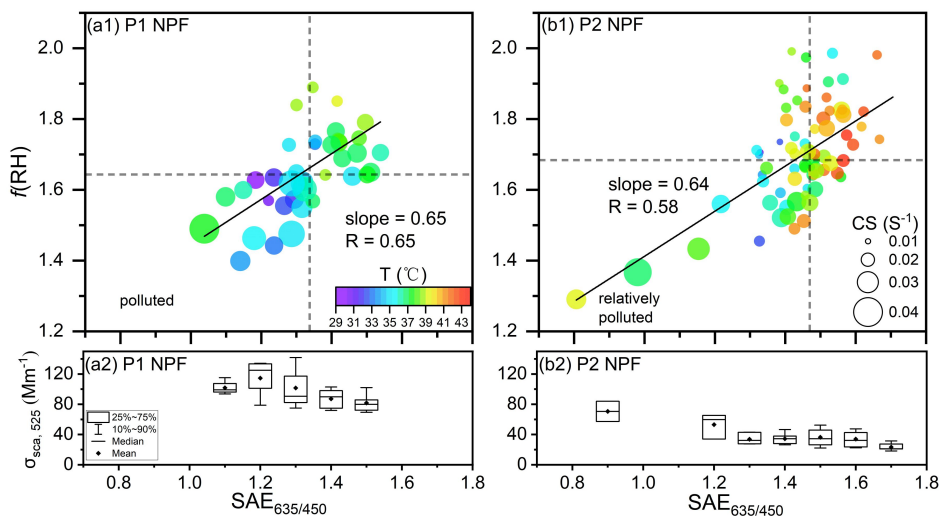 (a1) P1 NPF
(b1) P2 NPF
2.0
1.8
1.6
1.4
1.2
f(RH)
slope = 0.65
R = 0.65
T (℃)
29 31 33 35 37 39 41 43
polluted
2.0
1.8
1.6
1.4
1.2
slope = 0.64
R = 0.58
CS (S⁻¹)
0.01
0.02
0.03
0.04
relatively
polluted
(a2) P1 NPF
(b2) P2 NPF
σsca, 525 (Mm⁻¹)
120
80
40
0
25%~75%
10%~90%
Median
Mean
120
80
40
0
0.8 1.0 1.2 1.4 1.6 1.8
0.8 1.0 1.2 1.4 1.6 1.8
SAE635/450
SAE635/450